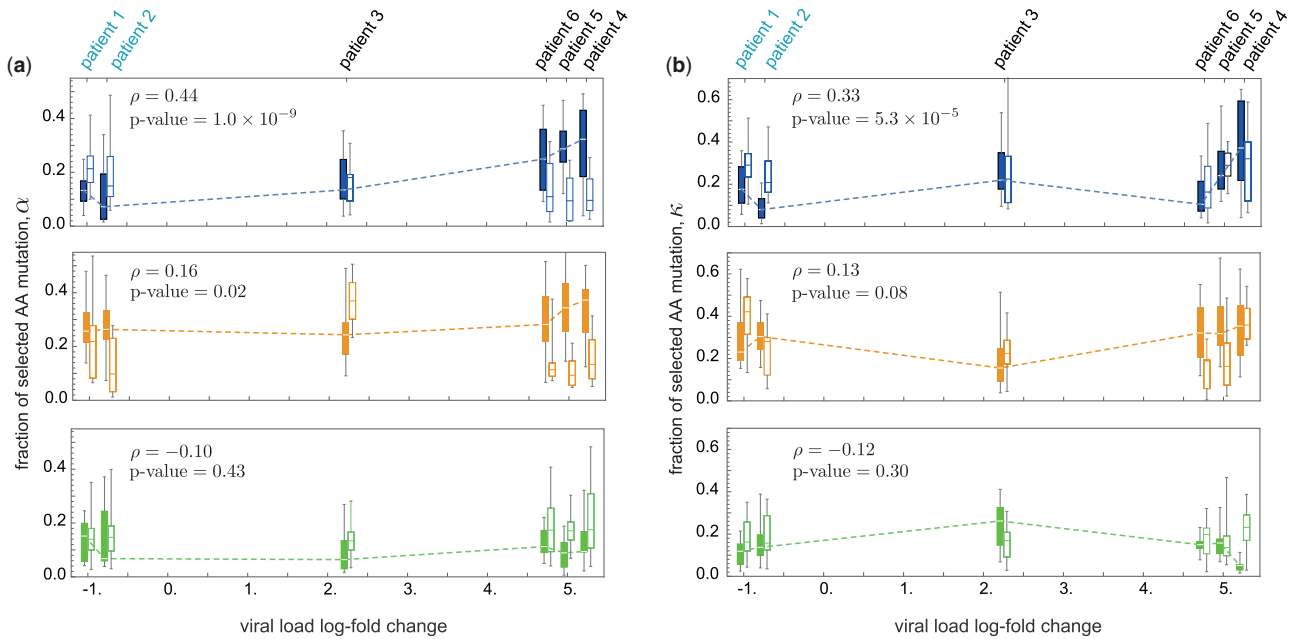 patient 1
patient 2
patient 3
patient 6
patient 5
patient 4
(a)
fraction of selected AA mutation, α
0.4
0.2
0.0
ρ = 0.44
p-value = 1.0 × 10⁻⁹
0.4
0.2
0.0
ρ = 0.16
p-value = 0.02
0.4
0.2
0.0
ρ = −0.10
p-value = 0.43
-1. 0. 1. 2. 3. 4. 5.
viral load log-fold change
patient 1
patient 2
patient 3
patient 6
patient 5
patient 4
(b)
fraction of selected AA mutation, κ
0.6
0.4
0.2
0.0
ρ = 0.33
p-value = 5.3 × 10⁻⁵
0.6
0.4
0.2
0.0
ρ = 0.13
p-value = 0.08
0.6
0.4
0.2
0.0
ρ = −0.12
p-value = 0.30
-1. 0. 1. 2. 3. 4. 5.
viral load log-fold change